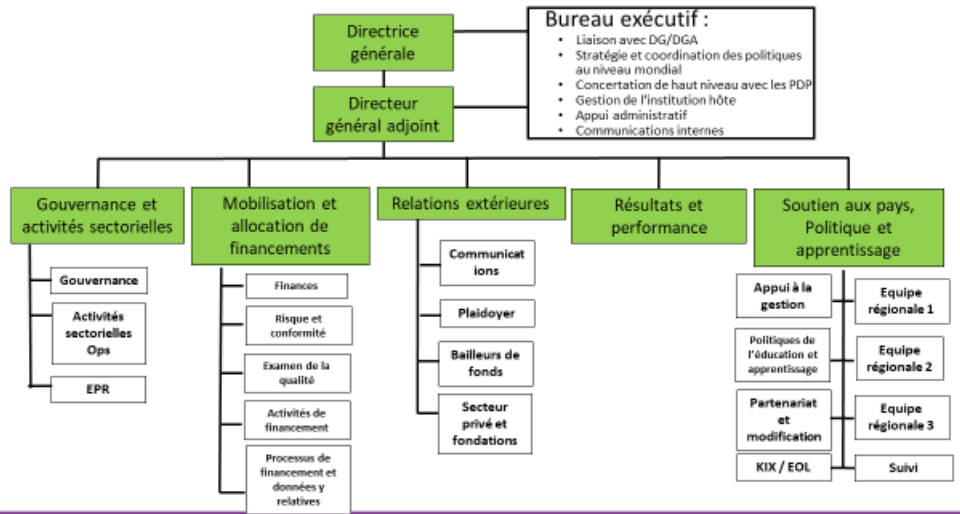 Directrice
générale
Bureau exécutif :
• Liaison avec DG/DGA
• Stratégie et coordination des politiques
au niveau mondial
• Concertation de haut niveau avec les PDP
• Gestion de l'institution hôte
• Appui administratif
• Communications internes
Directeur
général adjoint
Gouvernance et
activités sectorielles
Gouvernance
Activités
sectorielles
Ops
EPR
Mobilisation et
allocation de
financements
Finances
Risque et
conformité
Examen de la
qualité
Activités de
financement
Processus de
financement et
données y
relatives
Relations extérieures
Communicat
ions
Plaidoyer
Bailleurs de
fonds
Secteur
privé et
fondations
Résultats et
performance
Soutien aux pays,
Politique et
apprentissage
Appui à la
gestion
Politiques de
l'éducation et
apprentissage
Partenariat
et
modification
KIX / EOL
Equipe
régionale 1
Equipe
régionale 2
Equipe
régionale 3
Suivi